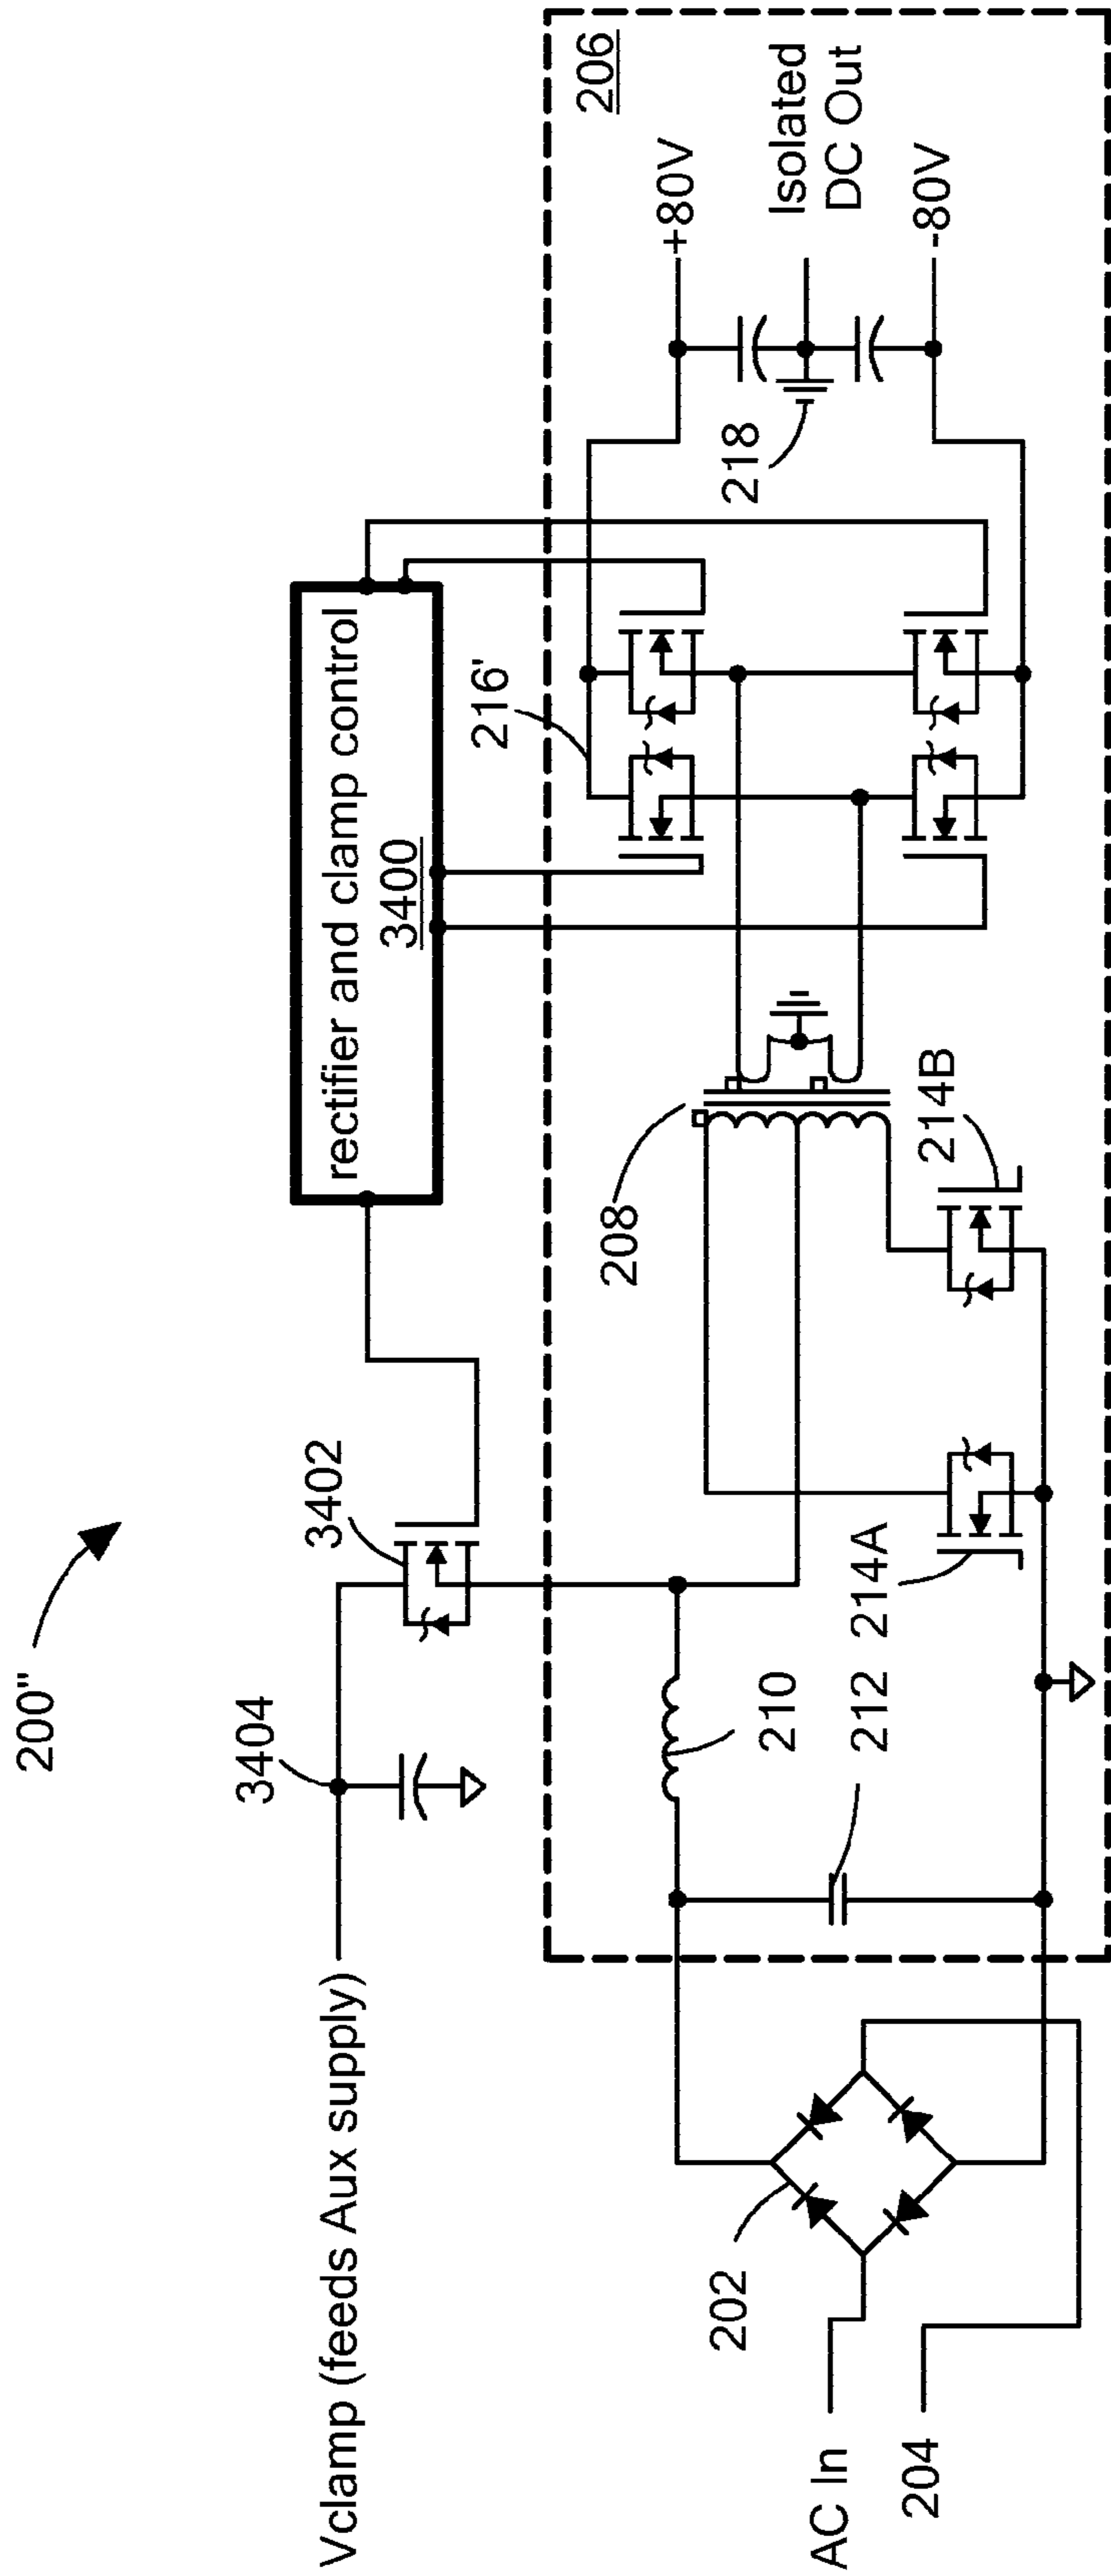 200"
Vclamp (feeds Aux supply)
3404
3402
rectifier and clamp control
3400
206
216'
+80V
Isolated
DC Out
-80V
218
208
214B
214A
212
210
202
AC In
204